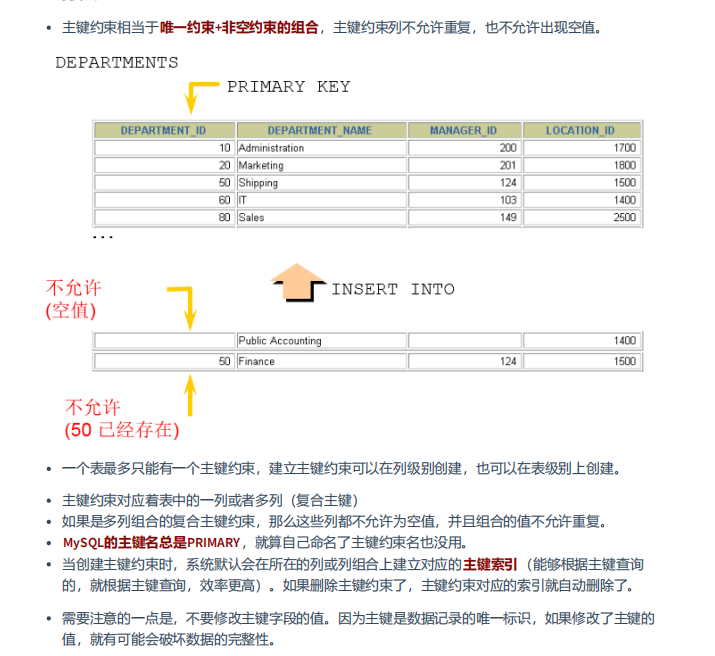 • 主键约束相当于唯一约束+非空约束的组合，主键约束列不允许重复，也不允许出现空值。
DEPARTMENTS
PRIMARY KEY
DEPARTMENT_ID DEPARTMENT_NAME MANAGER_ID LOCATION_ID
10 Administration 200 1700
20 Marketing 201 1800
50 Shipping 124 1500
60 IT 103 1400
80 Sales 149 2500
...
不允许
(空值)
INSERT INTO
Public Accounting 1400
50 Finance 124 1500
不允许
(50 已经存在)
• 一个表最多只能有一个主键约束，建立主键约束可以在列级别创建，也可以在表级别上创建。
• 主键约束对应着表中的一列或者多列（复合主键）
• 如果是多列组合的复合主键约束，那么这些列都不允许为空值，并且组合的值不允许重复。
• MySQL的主键名总是PRIMARY，就算自己命名了主键约束名也没用。
• 当创建主键约束时，系统默认会在所在的列或列组合上建立对应的主键索引（能够根据主键查询
的，就根据主键查询，效率更高）。如果删除主键约束了，主键约束对应的索引就自动删除了。
• 需要注意的一点是，不要修改主键字段的值。因为主键是数据记录的唯一标识，如果修改了主键的
值，就有可能会破坏数据的完整性。